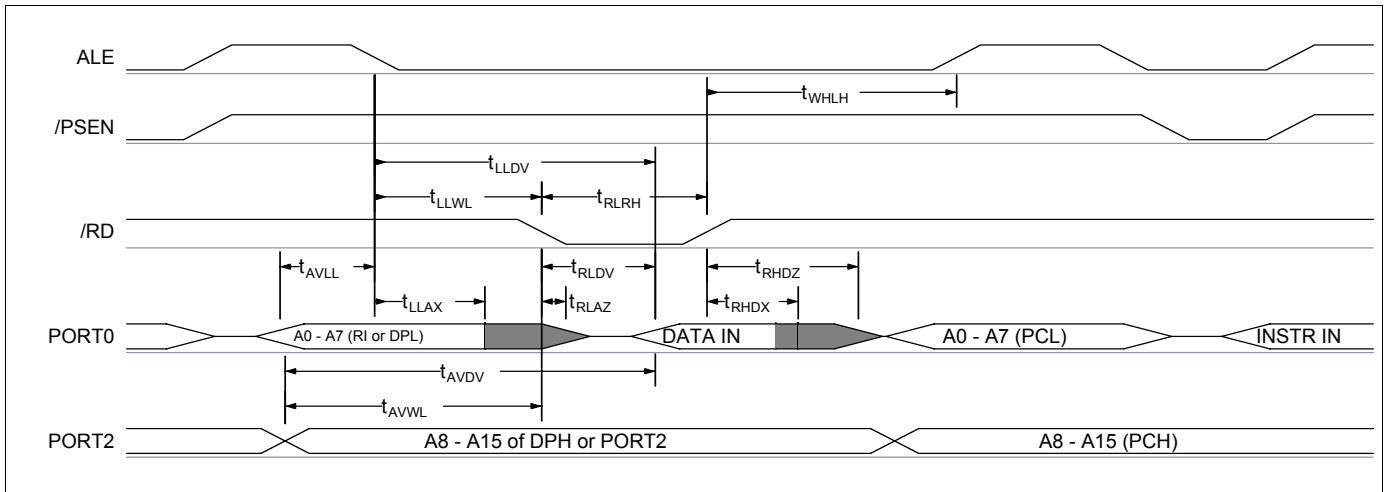 ALE
tWHLH
/PSEN
tLLDV
tLLWL
tRLRH
/RD
tAVLL
tRLDV
tRHDZ
tLLAX
tRLAZ
tRHDX
PORT0
A0 - A7 (RI or DPL)
DATA IN
A0 - A7 (PCL)
INSTR IN
tAVDV
tAVWL
PORT2
A8 - A15 of DPH or PORT2
A8 - A15 (PCH)